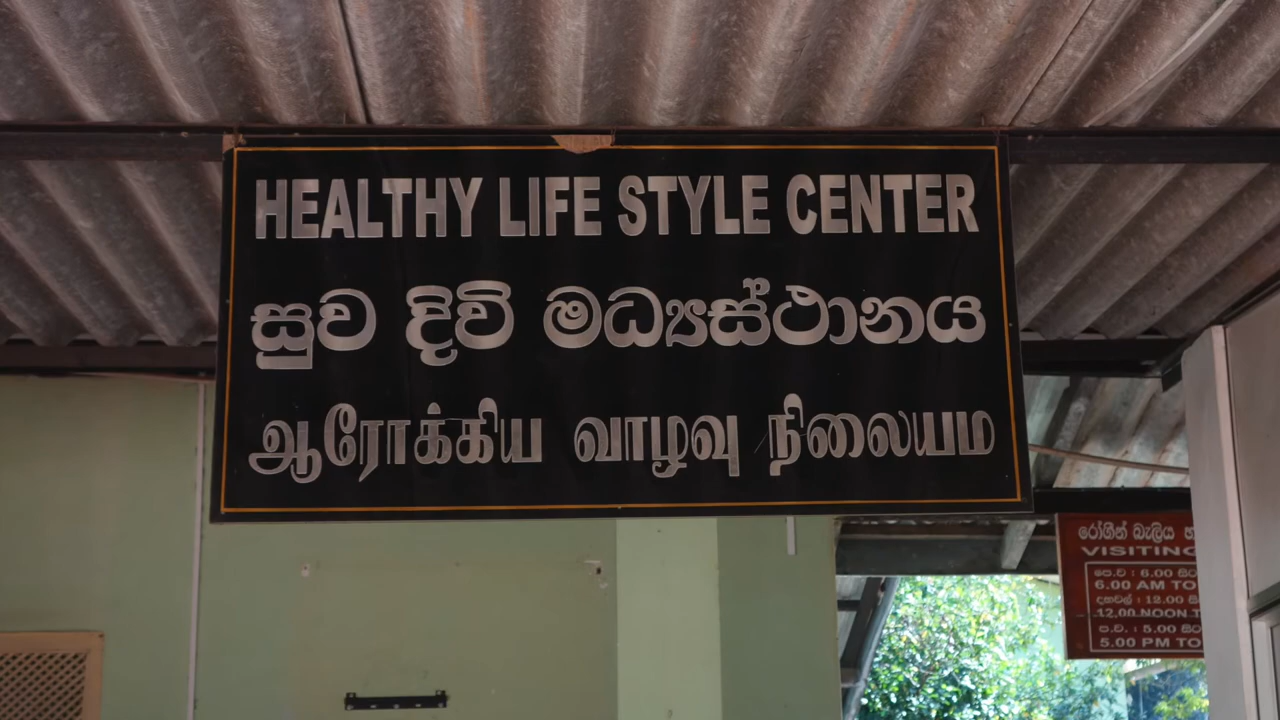 HEALTHY LIFE STYLE CENTER
සුව දිවි මධ්‍යස්ථානය
ஆரோக்கிய வாழவு நிலையம
රෝගීන් බැලීය
VISITING
පෙ.ව : 6.00 සිට
6.00 AM TO
දහවල් : 12.00
12.00 NOON
ප.ව. : 5.00 සිට
5.00 PM TO